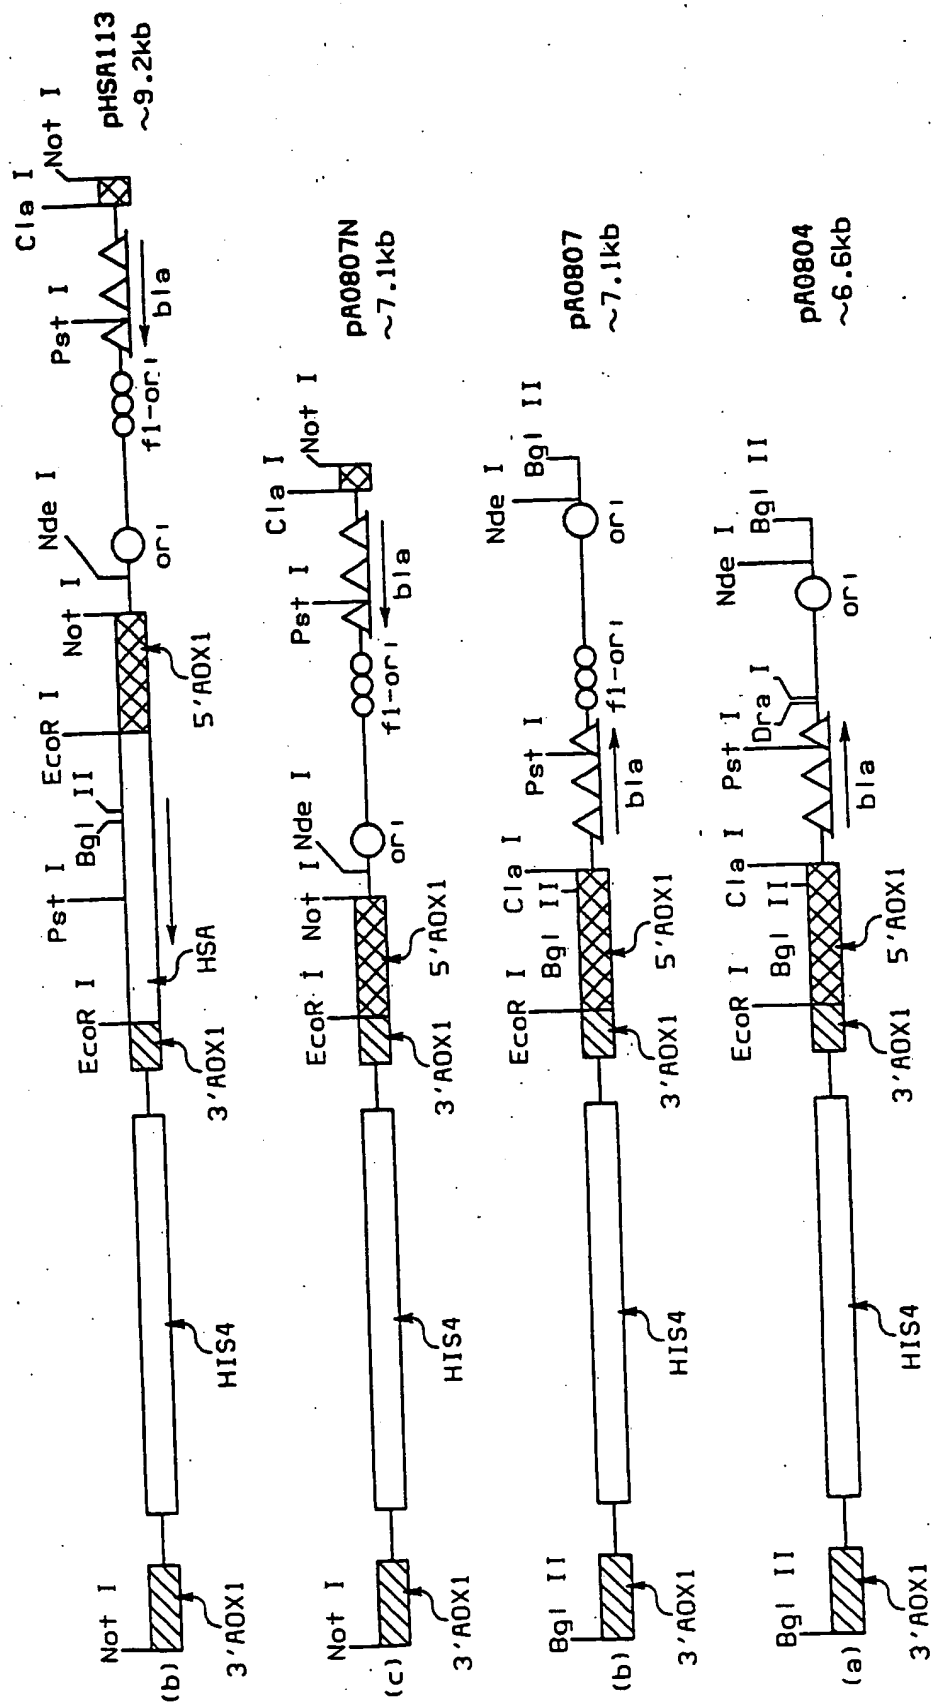 Not I
EcoR I
Pst I
Bgl II
EcoR I
Not I
Nde I
Pst I
Cla I
Not I
(b)
3'AOX1
HIS4
3'AOX1
HSA
5'AOX1
ori
f1-ori
bla
pHSA113
~9.2kb
Not I
EcoR I
Not I
Nde I
Pst I
Cla I
Not I
(c)
3'AOX1
HIS4
3'AOX1
5'AOX1
ori
f1-ori
bla
pA0807N
~7.1kb
Bgl II
EcoR I
Bgl II
Cla I
Pst I
Nde I
Bgl II
(b)
3'AOX1
HIS4
3'AOX1
5'AOX1
bla
f1-ori
ori
pA0807
~7.1kb
Bgl II
EcoR I
Bgl II
Cla I
Pst I
Dra I
Nde I
Bgl II
(a)
3'AOX1
HIS4
3'AOX1
5'AOX1
bla
ori
pA0804
~6.6kb